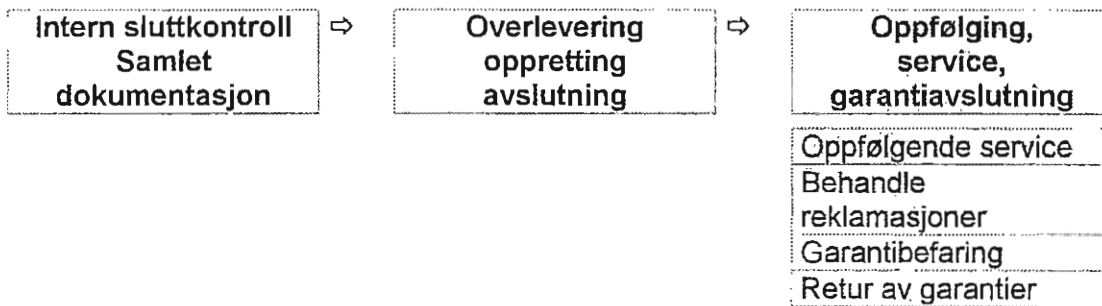 Intern sluttkontroll
Samlet
dokumentasjon
⇨
Overlevering
oppretting
avslutning
⇨
Oppfølging,
service,
garantiavslutning
Oppfølgende service
Behandle
reklamasjoner
Garantibefaring
Retur av garantier